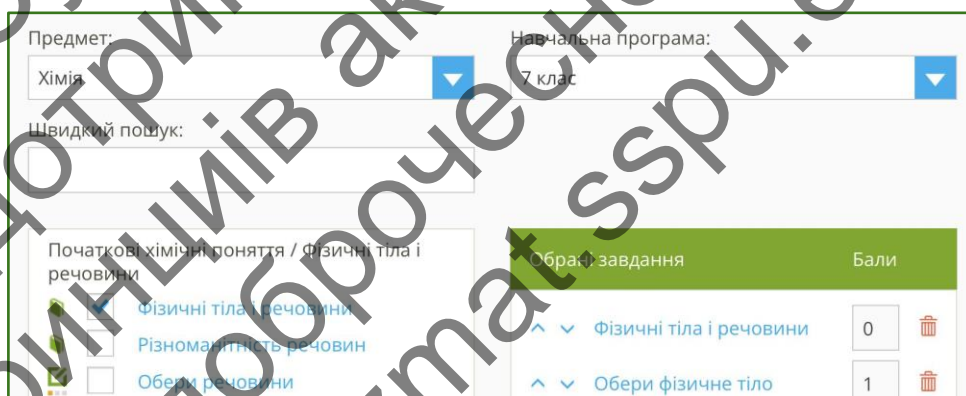 Предмет:
Хімія
Навчальна програма:
7 клас
Швидкий пошук:
Початкові хімічні поняття / Фізичні тіла і
речовини
Фізичні тіла і речовини
Різноманітність речовин
Обери речовини
Обрані завдання Бали
Фізичні тіла і речовини 0
Обери фізичне тіло 1